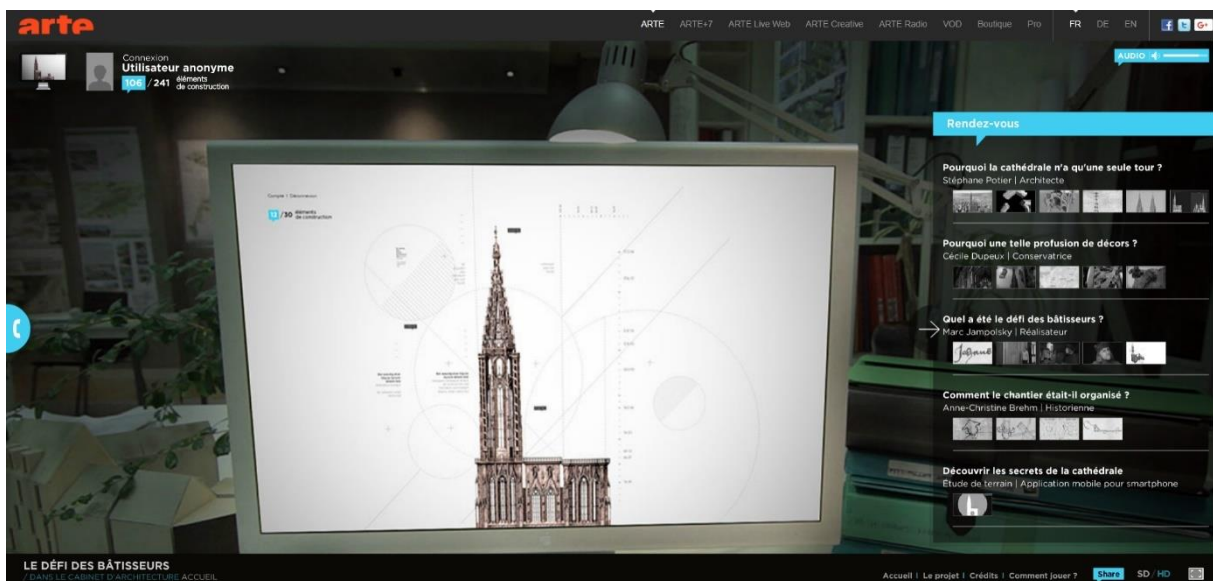 arte
ARTE ARTE+7 ARTE Live Web ARTE Creative ARTE Radio VOD Boutique Pro FR DE EN
Connexion
Utilisateur anonyme
106 / 241 éléments
de construction
AUDIO
Compte | Déconnexion
13 /30 éléments
de construction
Rendez-vous
Pourquoi la cathédrale n'a qu'une seule tour ?
Stéphane Potier | Architecte
Pourquoi une telle profusion de décors ?
Cécile Dupeux | Conservatrice
Quel a été le défi des bâtisseurs ?
Marc Jampolsky | Réalisateur
Comment le chantier était-il organisé ?
Anne-Christine Brehm | Historienne
Découvrir les secrets de la cathédrale
Étude de terrain | Application mobile pour smartphone
LE DÉFI DES BÂTISSEURS
/ DANS LE CABINET D'ARCHITECTURE ACCUEIL
Accueil | Le projet | Crédits | Comment jouer ? Share SD / HD